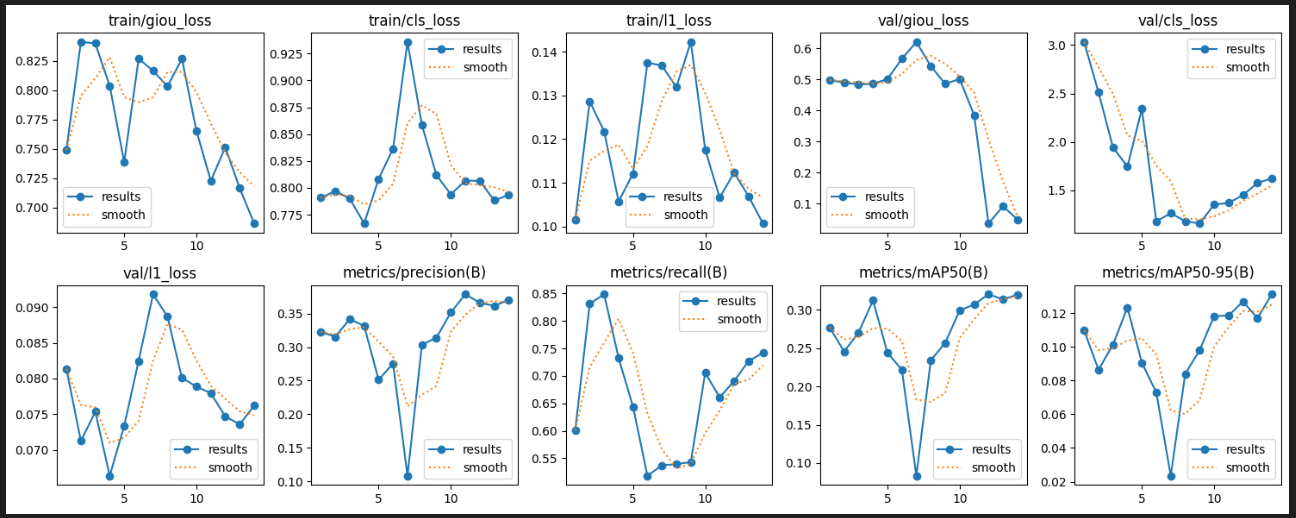 train/giou_loss
train/cls_loss
train/l1_loss
val/giou_loss
val/cls_loss
0.825
0.800
0.775
0.750
0.725
0.700
results
smooth
5
10
0.925
0.900
0.875
0.850
0.825
0.800
0.775
results
smooth
5
10
0.14
0.13
0.12
0.11
0.10
results
smooth
5
10
0.6
0.5
0.4
0.3
0.2
0.1
results
smooth
5
10
3.0
2.5
2.0
1.5
results
smooth
5
10
val/l1_loss
metrics/precision(B)
metrics/recall(B)
metrics/mAP50(B)
metrics/mAP50-95(B)
0.090
0.085
0.080
0.075
0.070
results
smooth
5
10
0.35
0.30
0.25
0.20
0.15
0.10
results
smooth
5
10
0.85
0.80
0.75
0.70
0.65
0.60
0.55
results
smooth
5
10
0.30
0.25
0.20
0.15
0.10
results
smooth
5
10
0.12
0.10
0.08
0.06
0.04
0.02
results
smooth
5
10